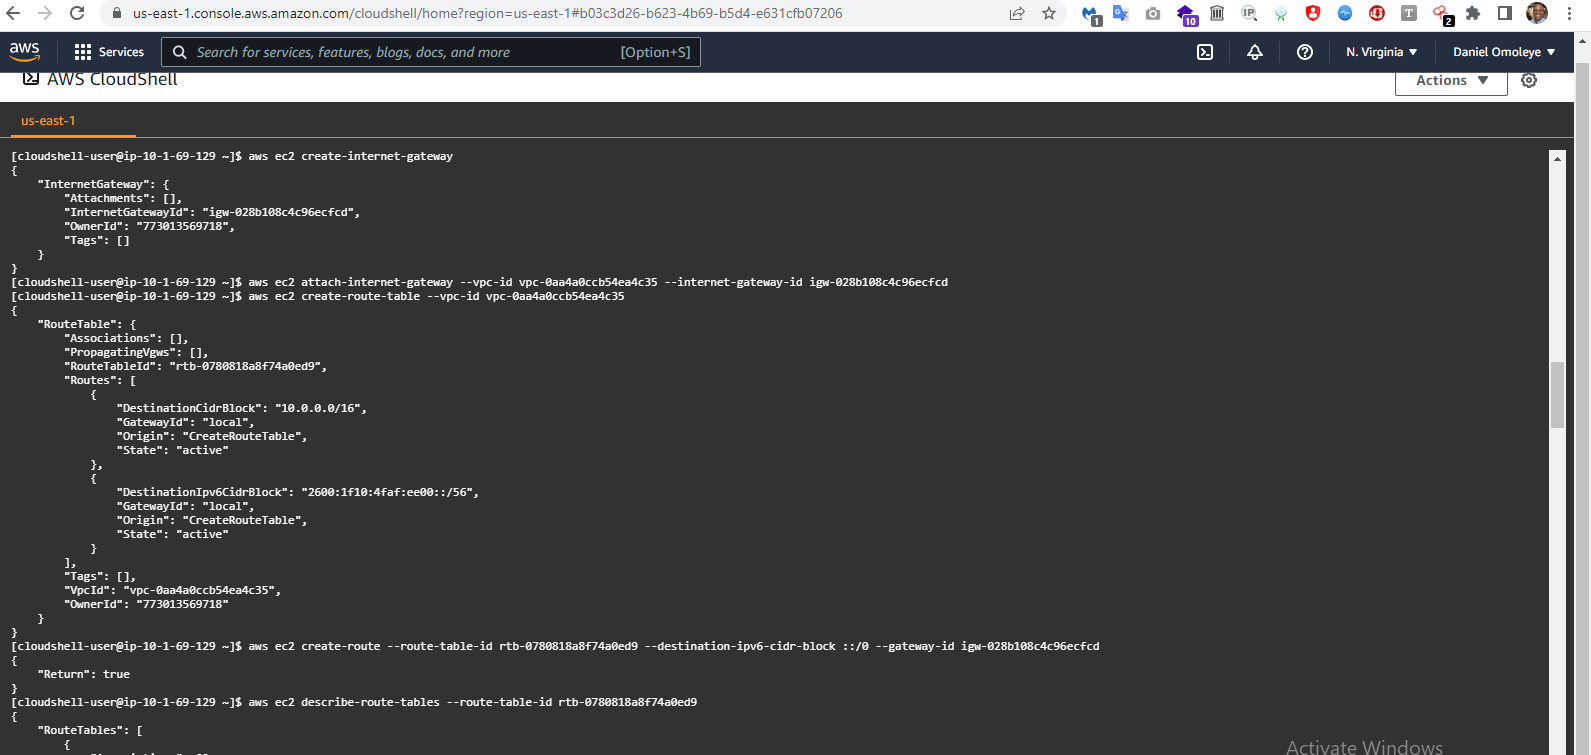 us-east-1.console.aws.amazon.com/cloudshell/home?region=us-east-1#b03c3d26-b623-4b69-b5d4-e631cfb07206
1
10
IP
T
2
aws
Services
Search for services, features, blogs, docs, and more
[Option+S]
N. Virginia
Daniel Omoleye
AWS CloudShell
Actions
us-east-1
[cloudshell-user@ip-10-1-69-129 ~]$ aws ec2 create-internet-gateway
{
    "InternetGateway": {
        "Attachments": [],
        "InternetGatewayId": "igw-028b108c4c96ecfcd",
        "OwnerId": "773013569718",
        "Tags": []
    }
}
[cloudshell-user@ip-10-1-69-129 ~]$ aws ec2 attach-internet-gateway --vpc-id vpc-0aa4a0ccb54ea4c35 --internet-gateway-id igw-028b108c4c96ecfcd
[cloudshell-user@ip-10-1-69-129 ~]$ aws ec2 create-route-table --vpc-id vpc-0aa4a0ccb54ea4c35
{
    "RouteTable": {
        "Associations": [],
        "PropagatingVgws": [],
        "RouteTableId": "rtb-0780818a8f74a0ed9",
        "Routes": [
            {
                "DestinationCidrBlock": "10.0.0.0/16",
                "GatewayId": "local",
                "Origin": "CreateRouteTable",
                "State": "active"
            },
            {
                "DestinationIpv6CidrBlock": "2600:1f10:4faf:ee00::/56",
                "GatewayId": "local",
                "Origin": "CreateRouteTable",
                "State": "active"
            }
        ],
        "Tags": [],
        "VpcId": "vpc-0aa4a0ccb54ea4c35",
        "OwnerId": "773013569718"
    }
}
[cloudshell-user@ip-10-1-69-129 ~]$ aws ec2 create-route --route-table-id rtb-0780818a8f74a0ed9 --destination-ipv6-cidr-block ::/0 --gateway-id igw-028b108c4c96ecfcd
{
    "Return": true
}
[cloudshell-user@ip-10-1-69-129 ~]$ aws ec2 describe-route-tables --route-table-id rtb-0780818a8f74a0ed9
{
    "RouteTables": [
        {
Activate Windows